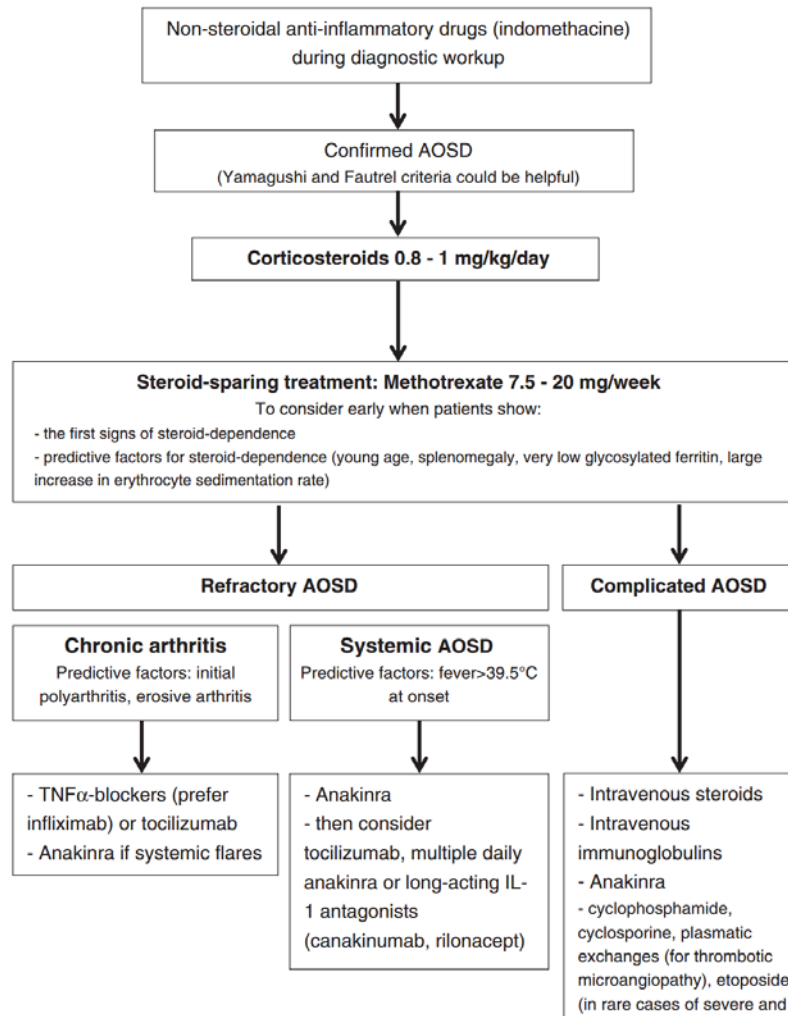 Non-steroidal anti-inflammatory drugs (indomethacine)
during diagnostic workup
Confirmed AOSD
(Yamagushi and Fautrel criteria could be helpful)
Corticosteroids 0.8 - 1 mg/kg/day
Steroid-sparing treatment: Methotrexate 7.5 - 20 mg/week
To consider early when patients show:
- the first signs of steroid-dependence
- predictive factors for steroid-dependence (young age, splenomegaly, very low glycosylated ferritin, large
increase in erythrocyte sedimentation rate)
Refractory AOSD
Chronic arthritis
Predictive factors: initial
polyarthritis, erosive arthritis
- TNFα-blockers (prefer
infliximab) or tocilizumab
- Anakinra if systemic flares
Systemic AOSD
Predictive factors: fever>39.5°C
at onset
- Anakinra
- then consider
tocilizumab, multiple daily
anakinra or long-acting IL-
1 antagonists
(canakinumab, rilonacept)
Complicated AOSD
- Intravenous steroids
- Intravenous
immunoglobulins
- Anakinra
- cyclophosphamide,
cyclosporine, plasmatic
exchanges (for thrombotic
microangiopathy), etoposide
(in rare cases of severe and